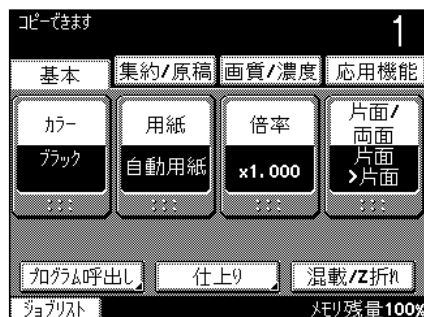 コピーできます
1
基本 集約/原稿 画質/濃度 応用機能
カラー
ブラック
用紙
自動用紙
倍率
x1.000
片面/
両面
片面
>片面
プログラム呼出し 仕上り 混載/Z折れ
ジョブリスト メモリ残量100%